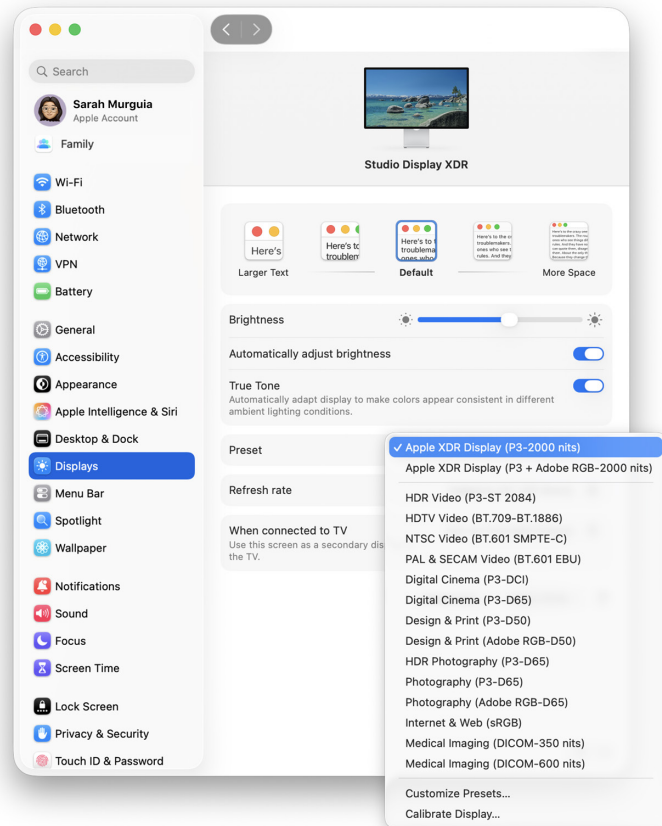 Search
Sarah Murguia
Apple Account
Family
Wi-Fi
Bluetooth
Network
VPN
Battery
General
Accessibility
Appearance
Apple Intelligence & Siri
Desktop & Dock
Displays
Menu Bar
Spotlight
Wallpaper
Notifications
Sound
Focus
Screen Time
Lock Screen
Privacy & Security
Touch ID & Password
Studio Display XDR
Here's
Here's to
troublem
Here's to t
troublema
ones who
Larger Text
Default
More Space
Brightness
Automatically adjust brightness
True Tone
Automatically adapt display to make colors appear consistent in different
ambient lighting conditions.
Preset
Refresh rate
When connected to TV
Use this screen as a secondary dis
the TV.
Apple XDR Display (P3-2000 nits)
Apple XDR Display (P3 + Adobe RGB-2000 nits)
HDR Video (P3-ST 2084)
HDTV Video (BT.709-BT.1886)
NTSC Video (BT.601 SMPTE-C)
PAL & SECAM Video (BT.601 EBU)
Digital Cinema (P3-DCI)
Digital Cinema (P3-D65)
Design & Print (P3-D50)
Design & Print (Adobe RGB-D50)
HDR Photography (P3-D65)
Photography (P3-D65)
Photography (Adobe RGB-D65)
Internet & Web (sRGB)
Medical Imaging (DICOM-350 nits)
Medical Imaging (DICOM-600 nits)
Customize Presets...
Calibrate Display...